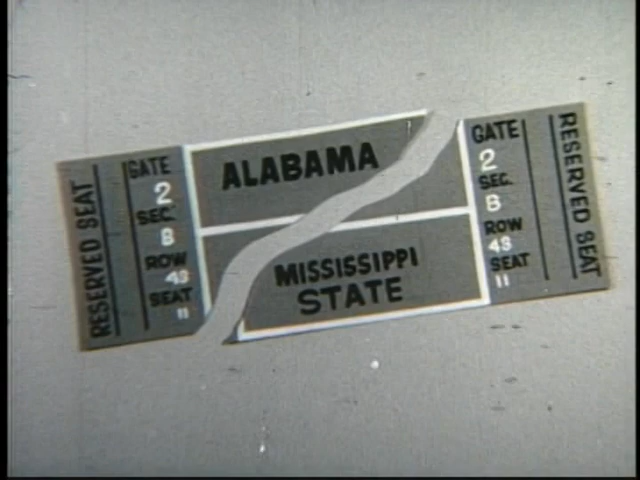 RESERVED SEAT
GATE
2
SEC.
B
ROW
43
SEAT
11
ALABAMA
MISSISSIPPI
STATE
GATE
2
SEC.
B
ROW
43
SEAT
11
RESERVED SEAT